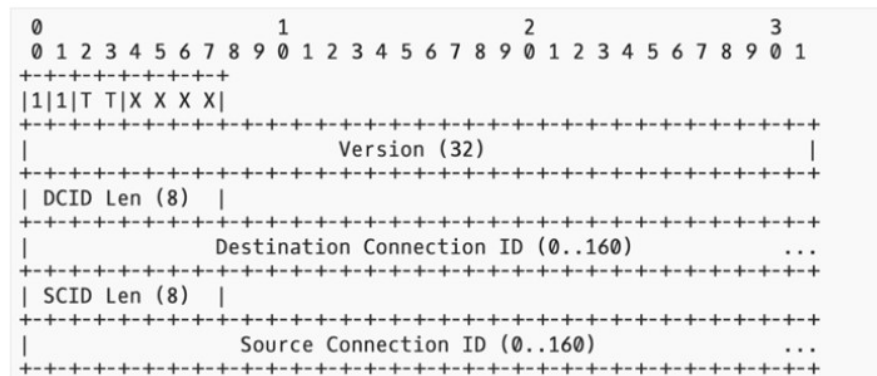 0                   1                   2                   3
0 1 2 3 4 5 6 7 8 9 0 1 2 3 4 5 6 7 8 9 0 1 2 3 4 5 6 7 8 9 0 1
+-+-+-+-+-+-+-+-+
|1|1|T T|X X X X|
+-+-+-+-+-+-+-+-+-+-+-+-+-+-+-+-+-+-+-+-+-+-+-+-+-+-+-+-+-+-+-+-+
|                         Version (32)                          |
+-+-+-+-+-+-+-+-+-+-+-+-+-+-+-+-+-+-+-+-+-+-+-+-+-+-+-+-+-+-+-+-+
| DCID Len (8)  |
+-+-+-+-+-+-+-+-+-+-+-+-+-+-+-+-+-+-+-+-+-+-+-+-+-+-+-+-+-+-+-+-+
|               Destination Connection ID (0..160)            ...
+-+-+-+-+-+-+-+-+-+-+-+-+-+-+-+-+-+-+-+-+-+-+-+-+-+-+-+-+-+-+-+-+
| SCID Len (8)  |
+-+-+-+-+-+-+-+-+-+-+-+-+-+-+-+-+-+-+-+-+-+-+-+-+-+-+-+-+-+-+-+-+
|                 Source Connection ID (0..160)               ...
+-+-+-+-+-+-+-+-+-+-+-+-+-+-+-+-+-+-+-+-+-+-+-+-+-+-+-+-+-+-+-+-+